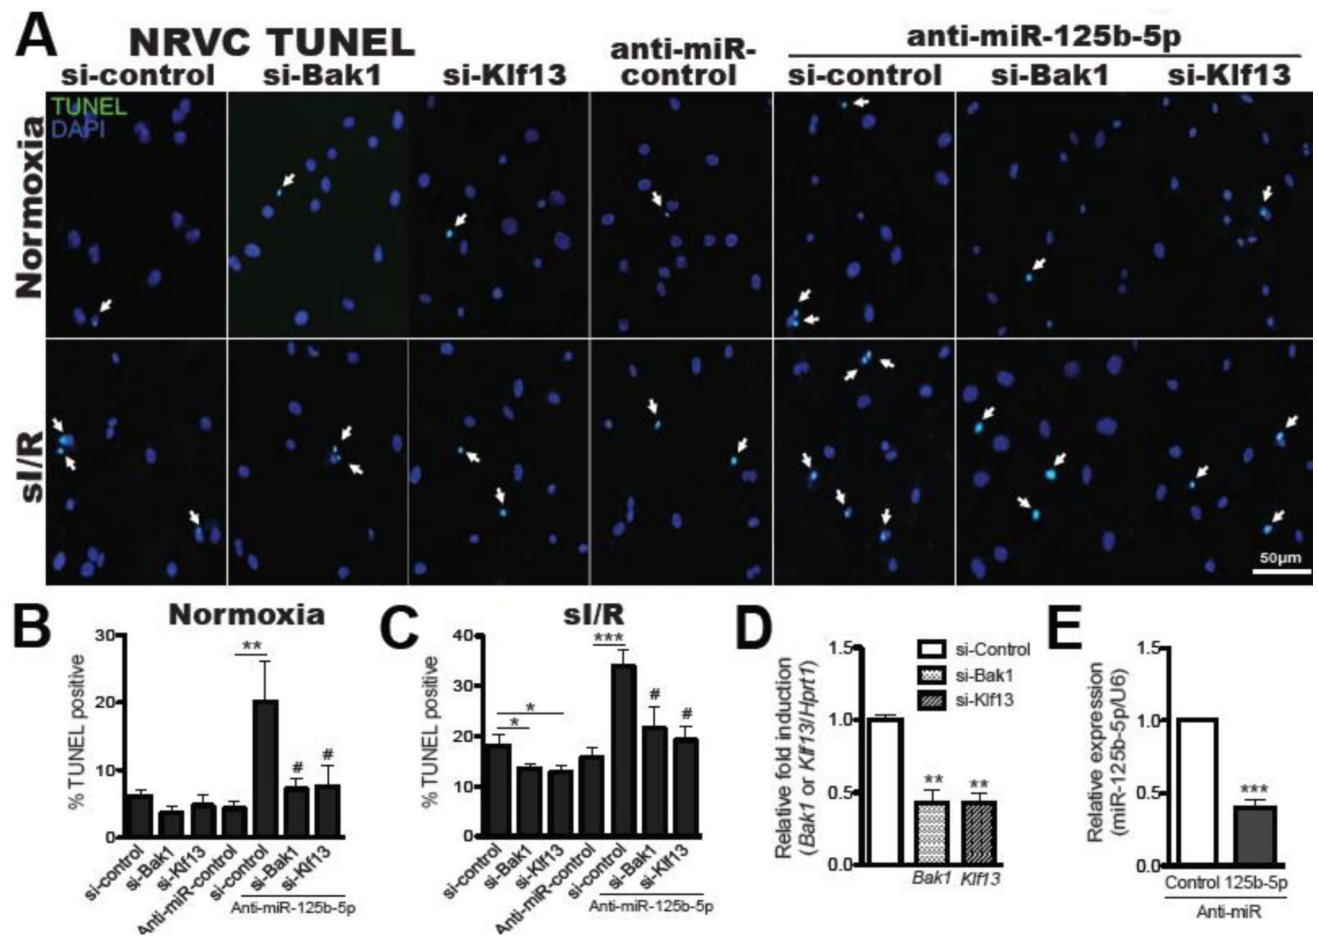 A
NRVC TUNEL
si-control si-Bak1 si-Klf13 anti-miR-control anti-miR-125b-5p
si-control si-Bak1 si-Klf13
TUNEL
DAPI
Normoxia
sI/R
50µm
B
Normoxia
% TUNEL positive
30
20
10
0
**
#
#
si-control
si-Bak1
si-Klf13
Anti-miR-control
si-control
si-Bak1
si-Klf13
Anti-miR-125b-5p
C
sI/R
% TUNEL positive
40
30
20
10
0
*
*
***
#
#
si-control
si-Bak1
si-Klf13
Anti-miR-control
si-control
si-Bak1
si-Klf13
Anti-miR-125b-5p
D
Relative fold induction
(Bak1 or Klf13/Hprt1)
1.5
1.0
0.5
0.0
si-Control
si-Bak1
si-Klf13
**
**
Bak1 Klf13
E
Relative expression
(miR-125b-5p/U6)
1.5
1.0
0.5
0.0
***
Control 125b-5p
Anti-miR